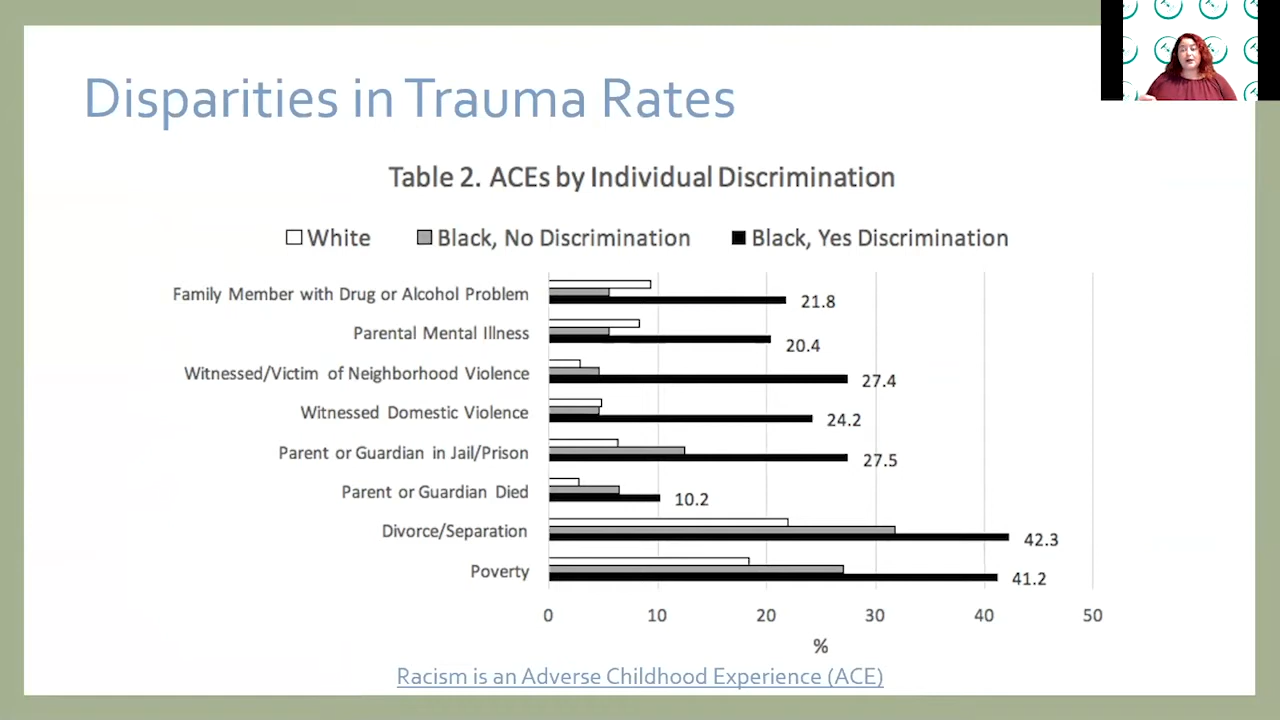 Disparities in Trauma Rates
Table 2. ACEs by Individual Discrimination
White Black, No Discrimination Black, Yes Discrimination
Family Member with Drug or Alcohol Problem 21.8
Parental Mental Illness 20.4
Witnessed/Victim of Neighborhood Violence 27.4
Witnessed Domestic Violence 24.2
Parent or Guardian in Jail/Prison 27.5
Parent or Guardian Died 10.2
Divorce/Separation 42.3
Poverty 41.2
0 10 20 30 40 50
%
Racism is an Adverse Childhood Experience (ACE)